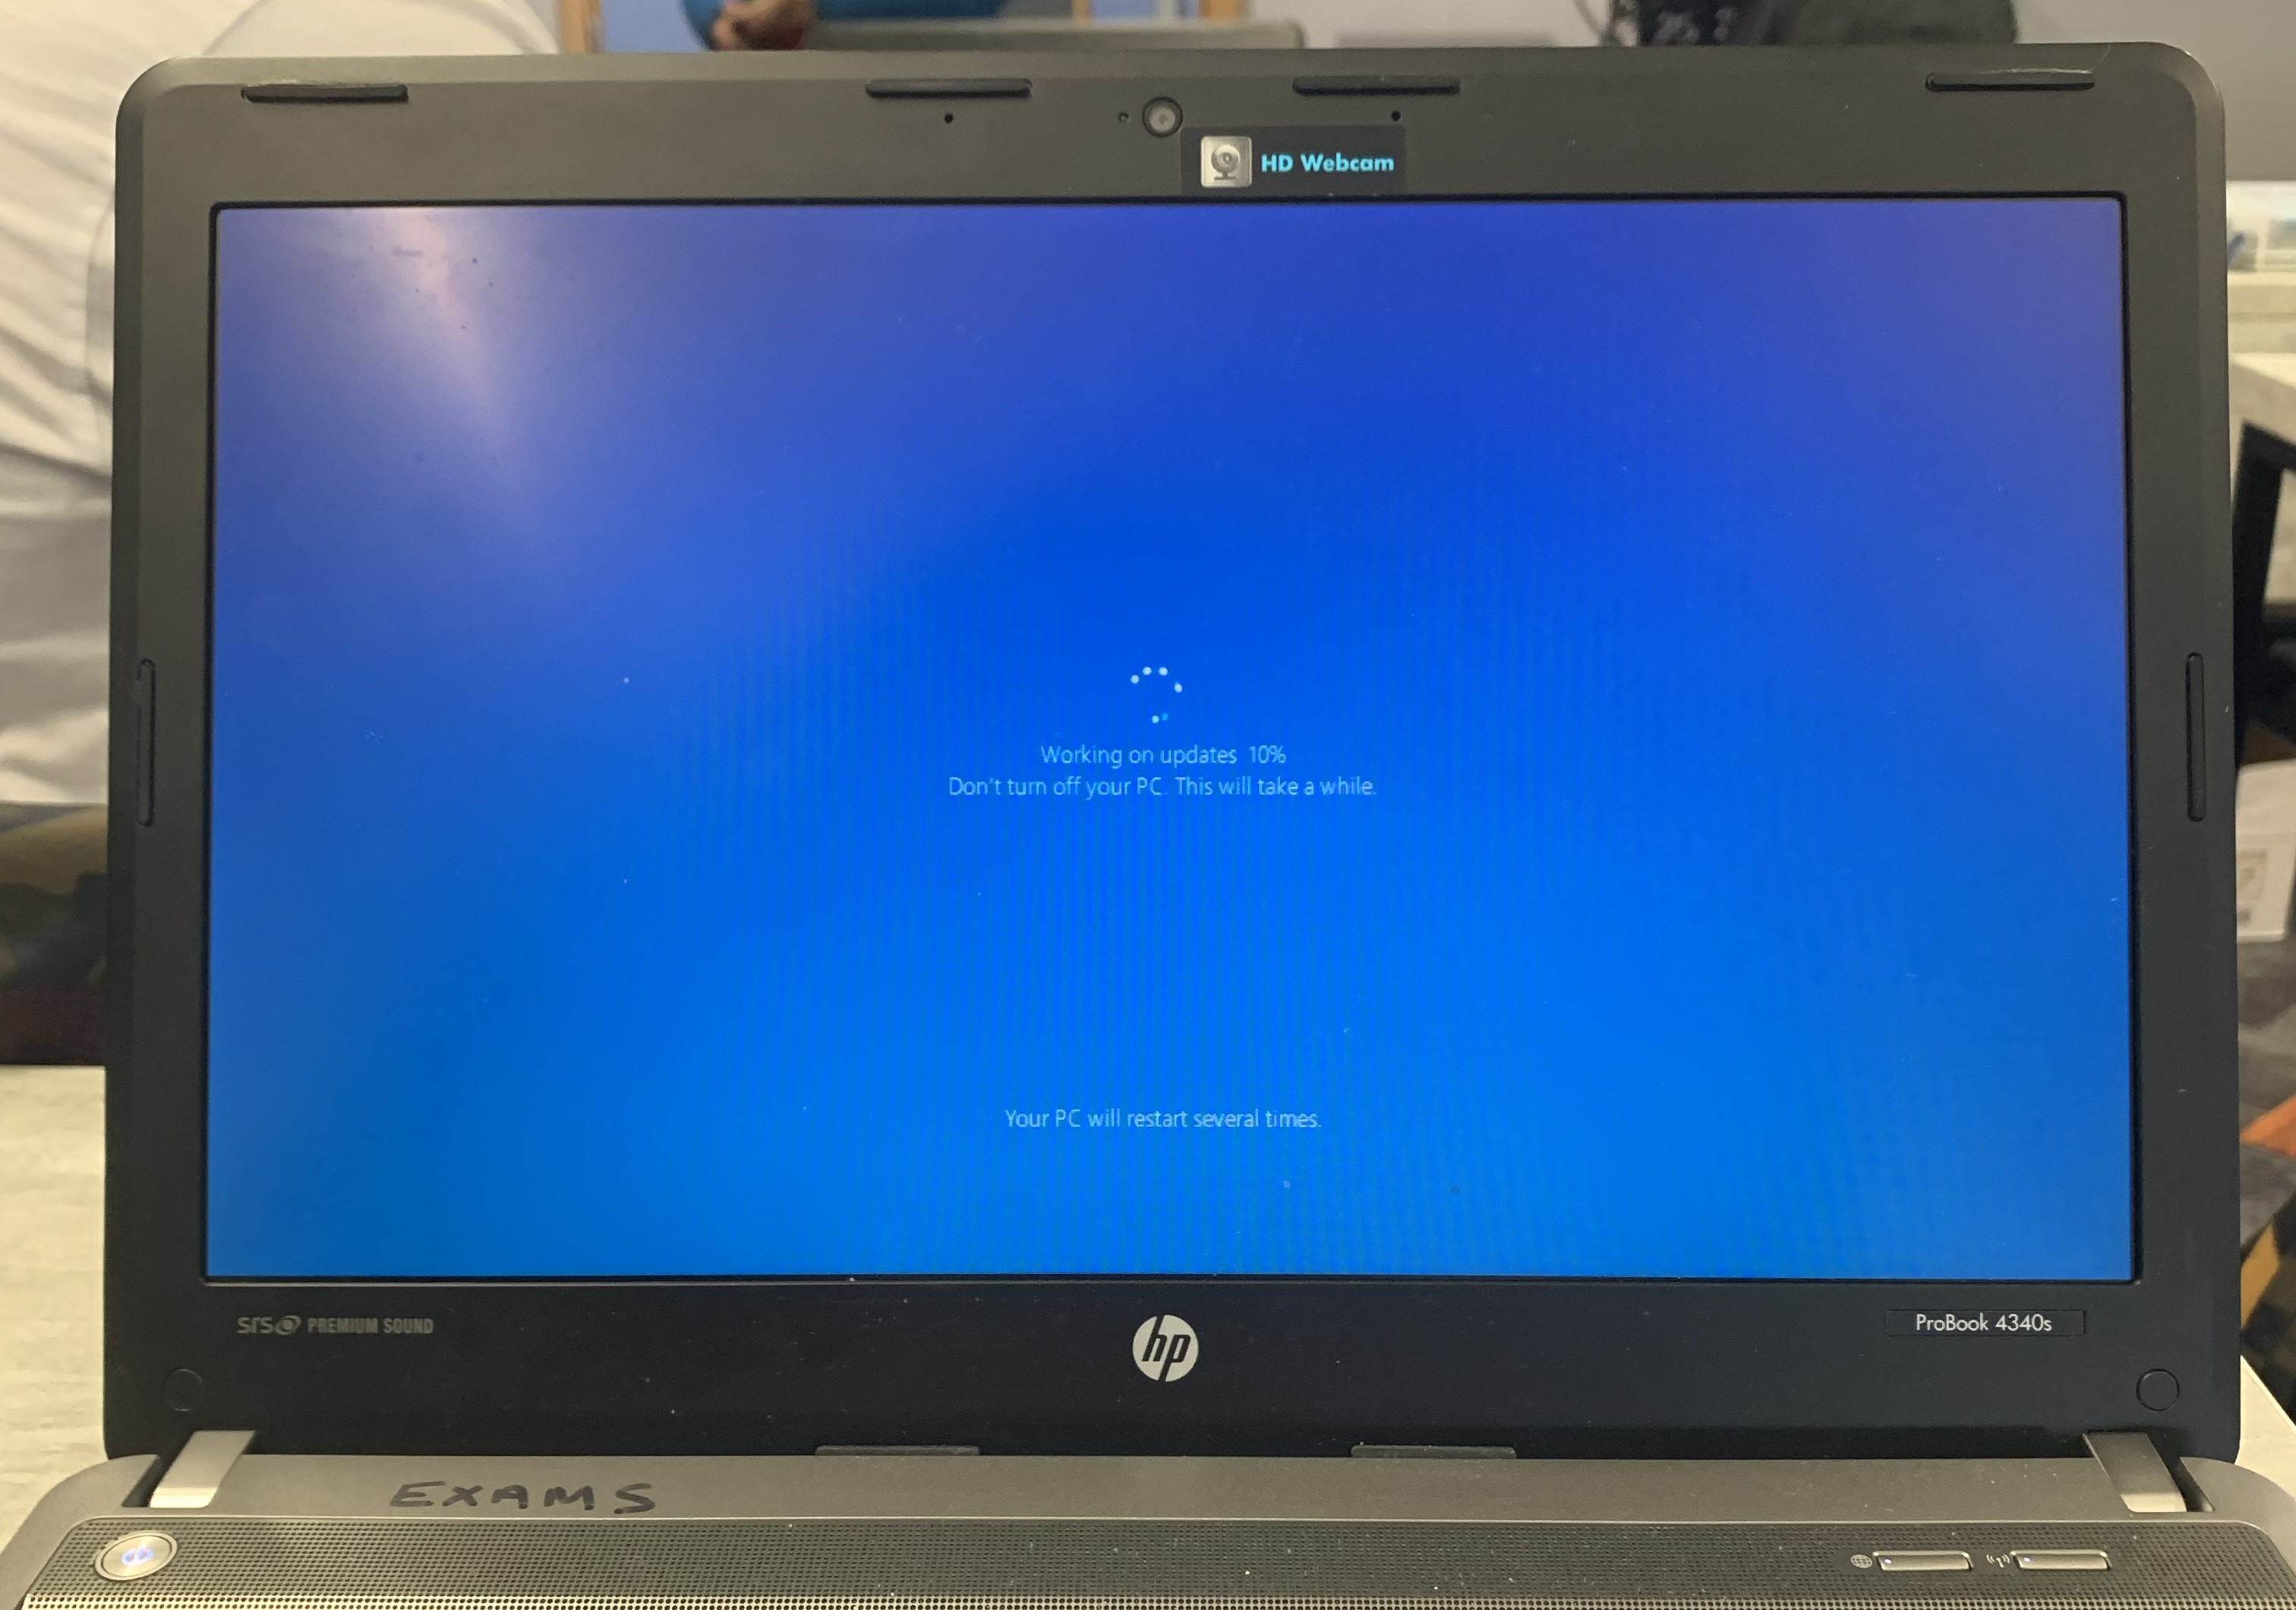 HD Webcam
Working on updates 10%
Don't turn off your PC. This will take a while.
Your PC will restart several times.
SRS PREMIUM SOUND
hp
ProBook 4340s
EXAMS